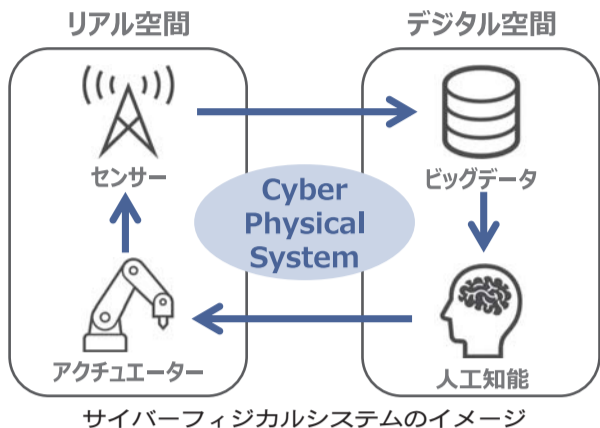 リアル空間
デジタル空間
センサー
ビッグデータ
Cyber
Physical
System
アクチュエーター
人工知能
サイバーフィジカルシステムのイメージ